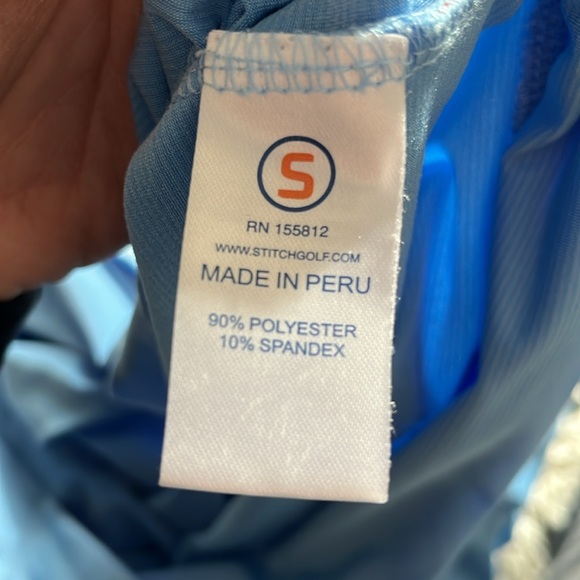 S
RN 155812
WWW.STITCHGOLF.COM
MADE IN PERU
90% POLYESTER
10% SPANDEX